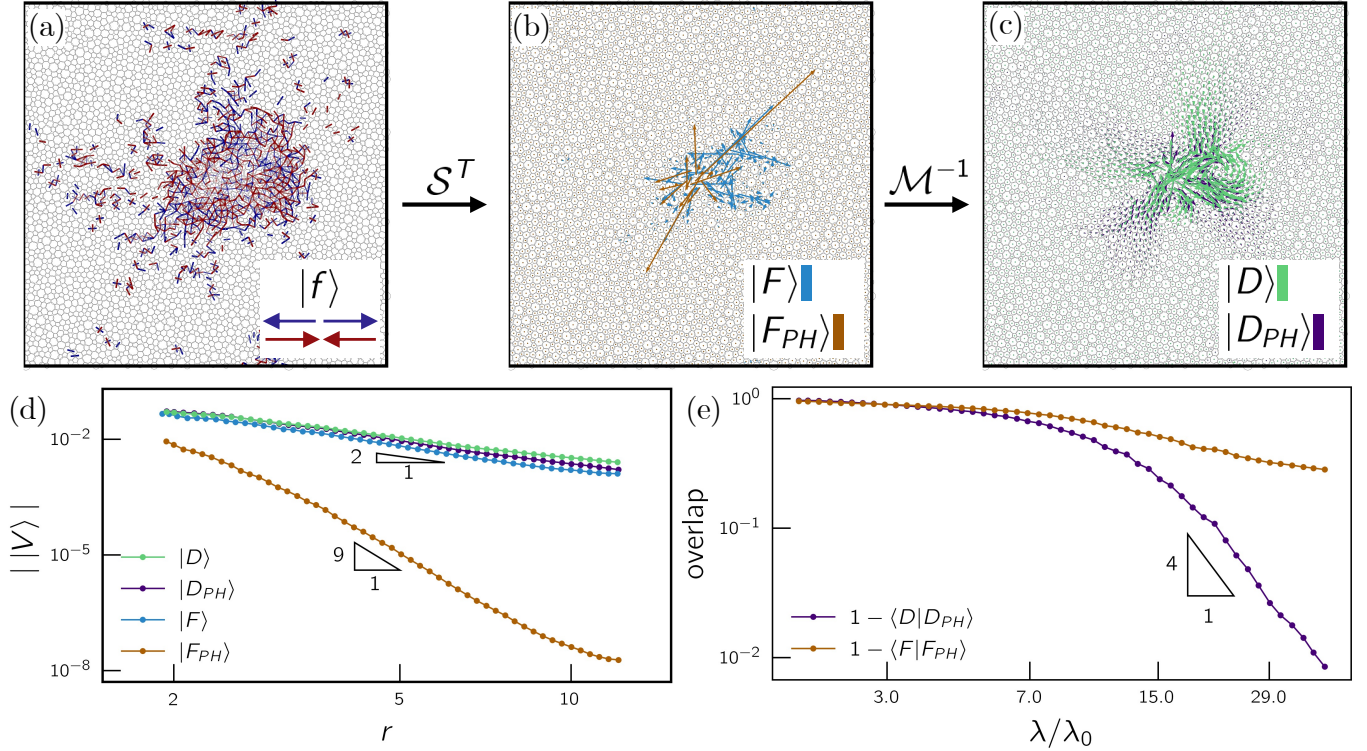 (a)
|f⟩
S^T
(b)
|F⟩
|F_PH⟩
M^−1
(c)
|D⟩
|D_PH⟩
(d)
| |V⟩ |
10^−2
10^−5
10^−8
2
1
9
1
|D⟩
|D_PH⟩
|F⟩
|F_PH⟩
2
5
10
r
(e)
overlap
10^0
10^−1
10^−2
4
1
1 − ⟨D|D_PH⟩
1 − ⟨F|F_PH⟩
3.0
7.0
15.0
29.0
λ/λ_0